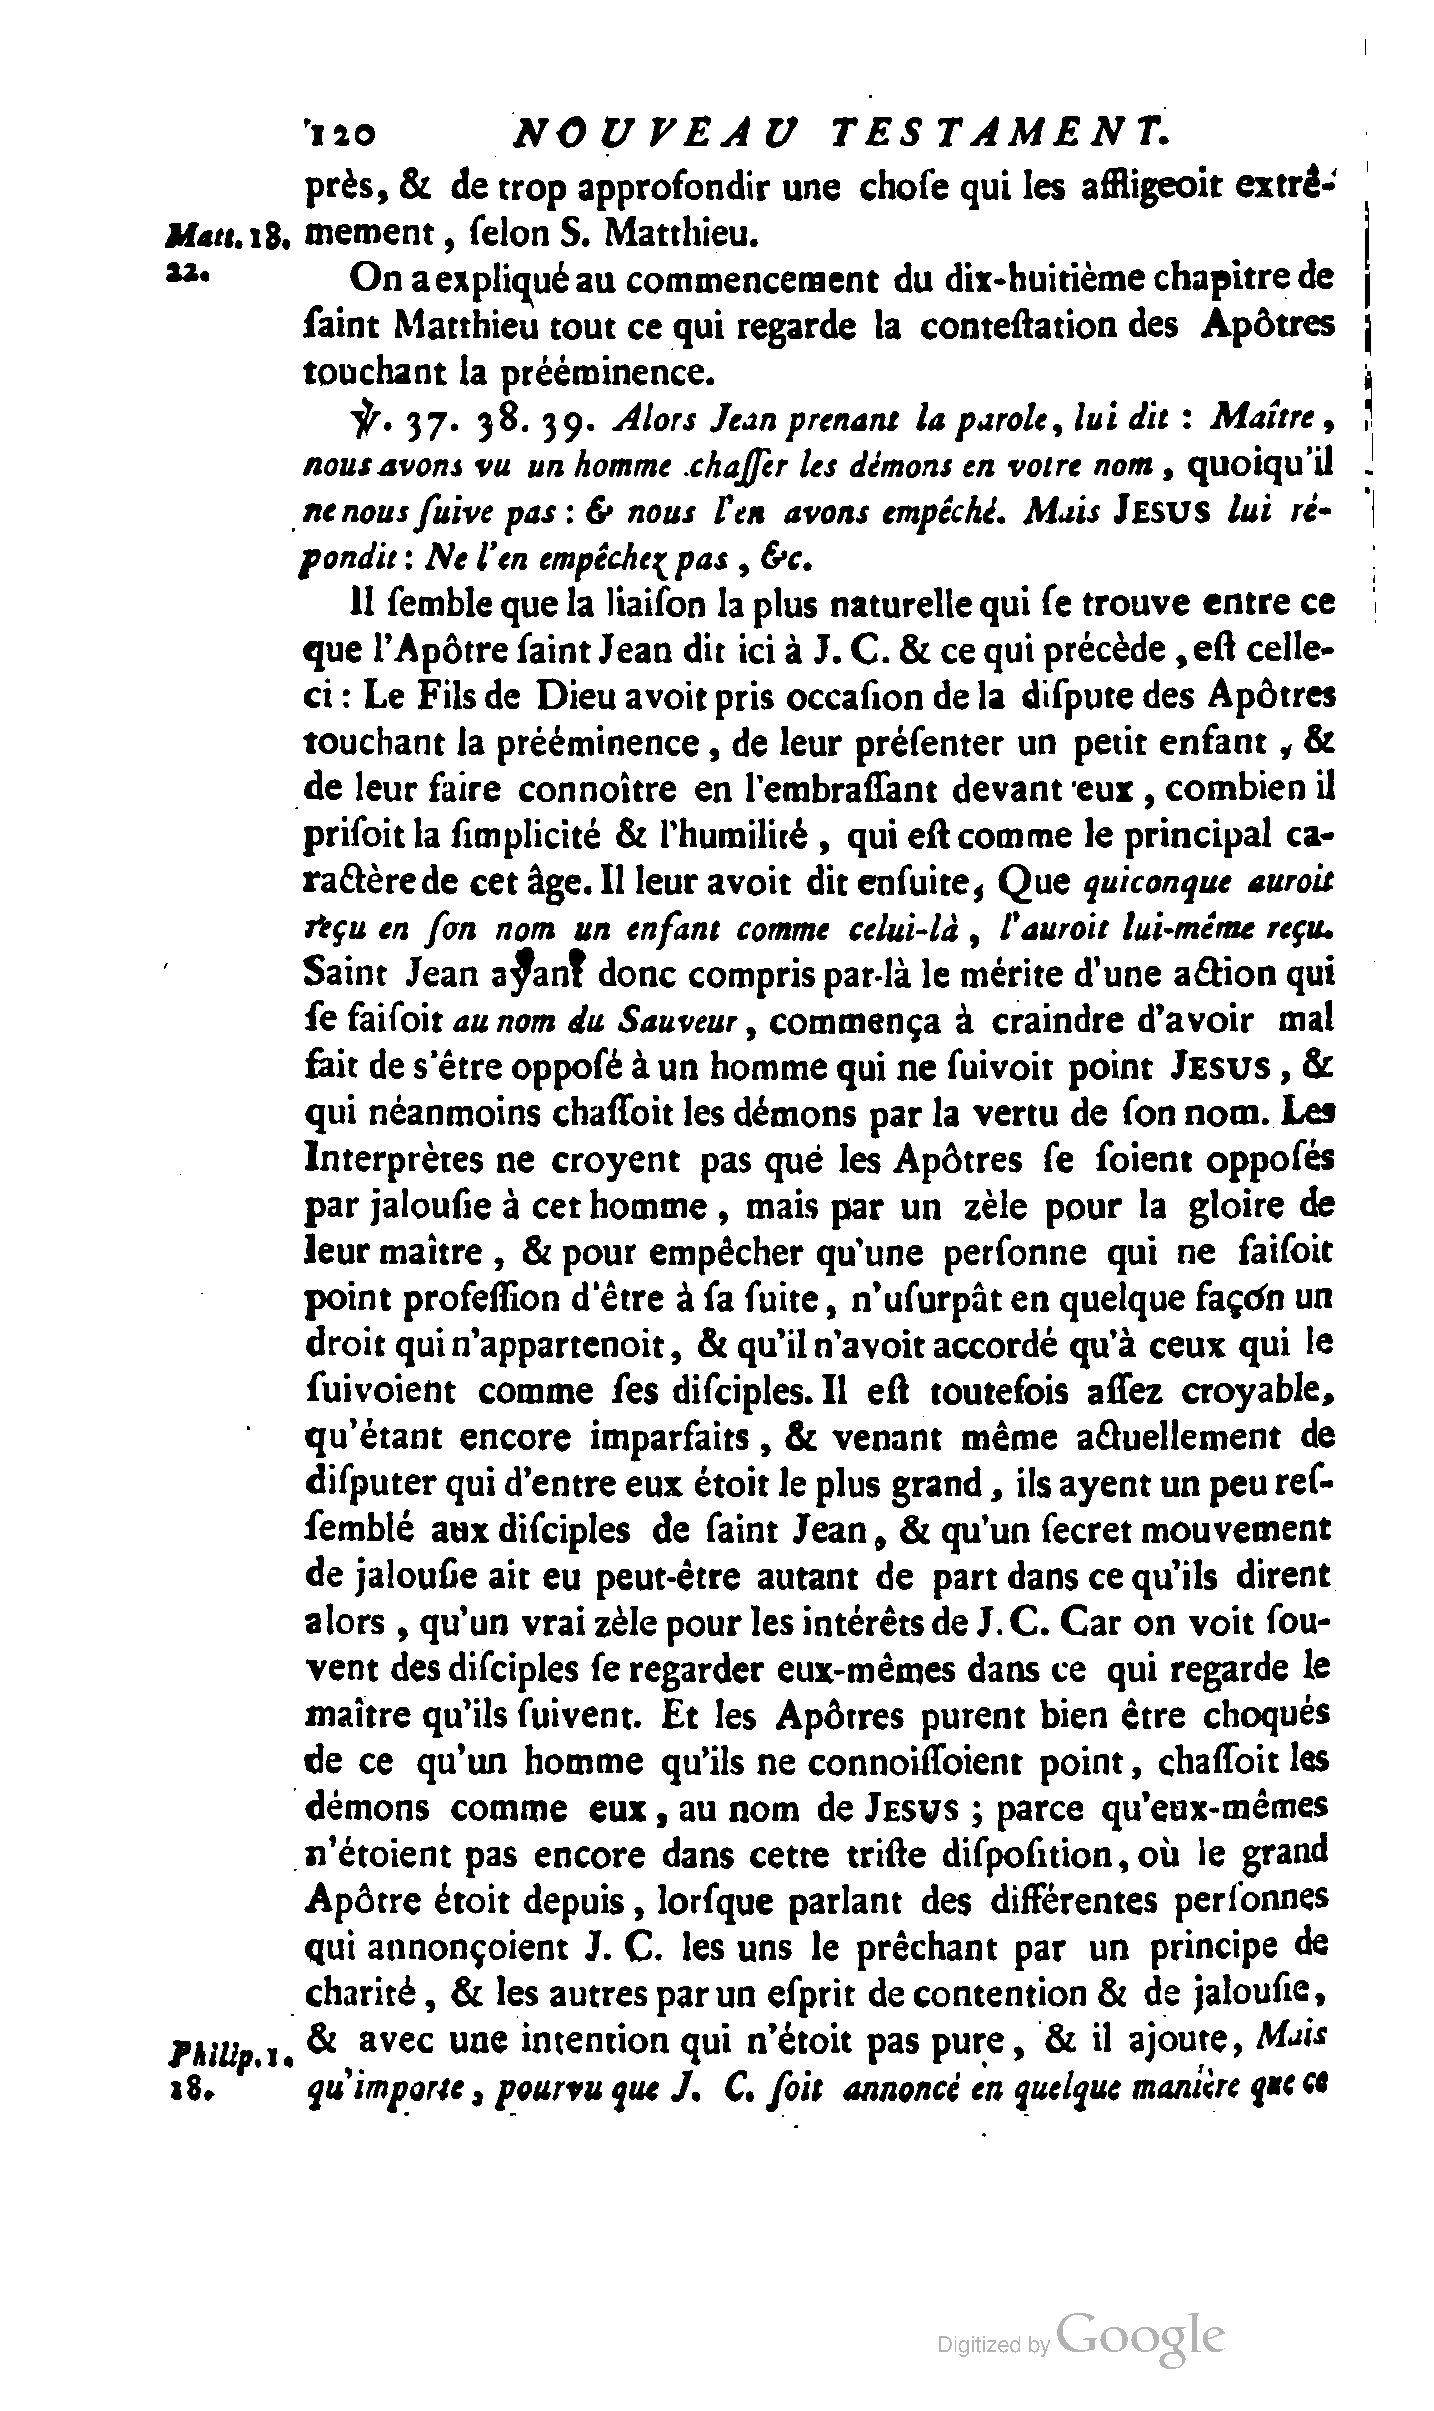 120 NOUVEAU TESTAMENT.
près, & de trop approfondir une choſe qui les affligeoit extrê-
Matt. 18. mement, ſelon S. Matthieu.
22. On a expliqué au commencement du dix-huitième chapitre de
ſaint Matthieu tout ce qui regarde la conteſtation des Apôtres
touchant la prééminence.
℣. 37. 38. 39. Alors Jean prenant la parole, lui dit : Maître,
nous avons vu un homme chaſſer les démons en votre nom, quoiqu'il
ne nous ſuive pas : & nous l'en avons empêché. Mais JESUS lui ré-
pondit : Ne l'en empêchez pas, &c.
Il ſemble que la liaiſon la plus naturelle qui ſe trouve entre ce
que l'Apôtre ſaint Jean dit ici à J. C. & ce qui précède, eſt celle-
ci : Le Fils de Dieu avoit pris occaſion de la diſpute des Apôtres
touchant la prééminence, de leur préſenter un petit enfant, &
de leur faire connoître en l'embraſſant devant eux, combien il
priſoit la ſimplicité & l'humilité, qui eſt comme le principal ca-
ractère de cet âge. Il leur avoit dit enſuite, Que quiconque auroit
reçu en ſon nom un enfant comme celui-là, l'auroit lui-même reçu.
Saint Jean ayant donc compris par-là le mérite d'une action qui
ſe faiſoit au nom du Sauveur, commença à craindre d'avoir mal
fait de s'être oppoſé à un homme qui ne ſuivoit point JESUS, &
qui néanmoins chaſſoit les démons par la vertu de ſon nom. Les
Interprètes ne croyent pas qué les Apôtres ſe ſoient oppoſés
par jalouſie à cet homme, mais par un zèle pour la gloire de
leur maître, & pour empêcher qu'une perſonne qui ne faiſoit
point profeſſion d'être à ſa ſuite, n'uſurpât en quelque façon un
droit qui n'appartenoit, & qu'il n'avoit accordé qu'à ceux qui le
ſuivoient comme ſes diſciples. Il eſt toutefois aſſez croyable,
qu'étant encore imparfaits, & venant même actuellement de
diſputer qui d'entre eux étoit le plus grand, ils ayent un peu reſ-
ſemblé aux diſciples de ſaint Jean, & qu'un ſecret mouvement
de jalouſie ait eu peut-être autant de part dans ce qu'ils dirent
alors, qu'un vrai zèle pour les intérêts de J. C. Car on voit ſou-
vent des diſciples ſe regarder eux-mêmes dans ce qui regarde le
maître qu'ils ſuivent. Et les Apôtres purent bien être choqués
de ce qu'un homme qu'ils ne connoiſſoient point, chaſſoit les
démons comme eux, au nom de JESUS ; parce qu'eux-mêmes
n'étoient pas encore dans cette triſte diſpoſition, où le grand
Apôtre étoit depuis, lorſque parlant des différentes perſonnes
qui annonçoient J. C. les uns le prêchant par un principe de
charité, & les autres par un eſprit de contention & de jalouſie,
Philip. 1. & avec une intention qui n'étoit pas pure, & il ajoute, Mais
18. qu'importe, pourvu que J. C. ſoit annoncé en quelque manière que ce
Digitized by Google